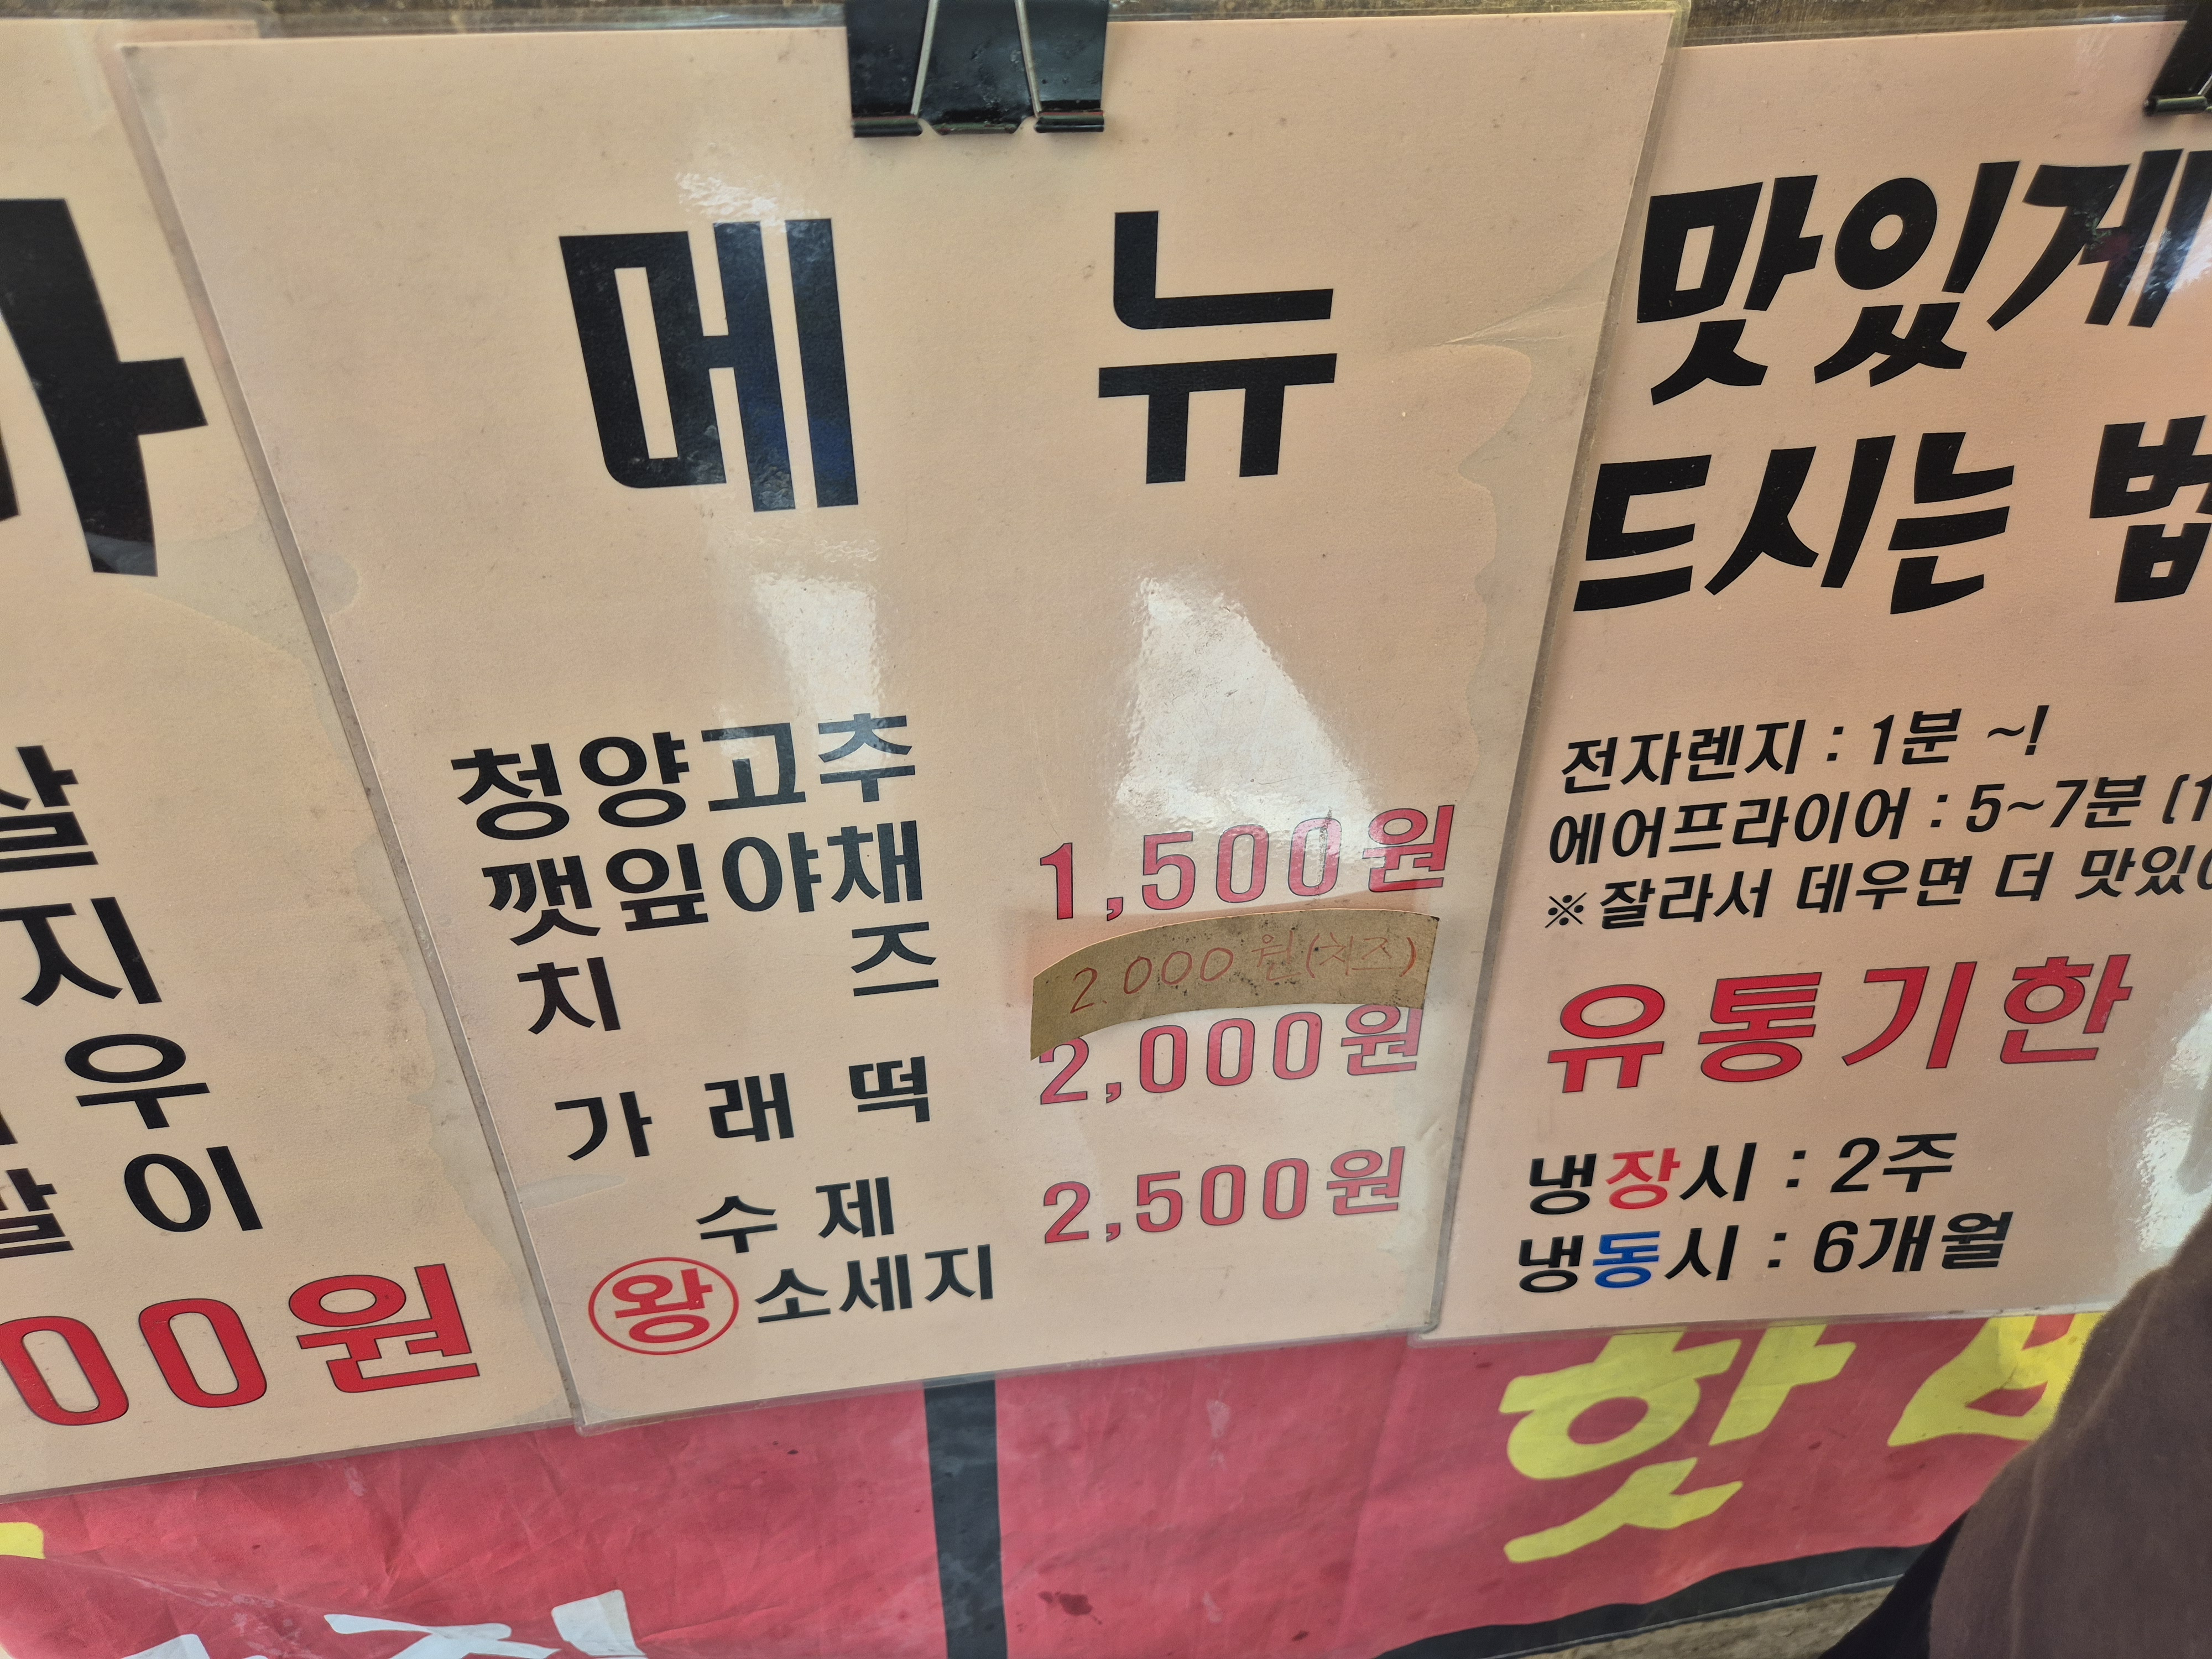 메뉴
청양고추
깻잎야채 1,500원
치즈 2.000원(치즈)
가래떡 2,000원
수제 2,500원
왕소세지
맛있게
드시는 법
전자렌지 : 1분 ~!
에어프라이어 : 5~7분
※잘라서 데우면 더
유통기한
냉장시 : 2주
냉동시 : 6개월
지
우
이
00원
핫